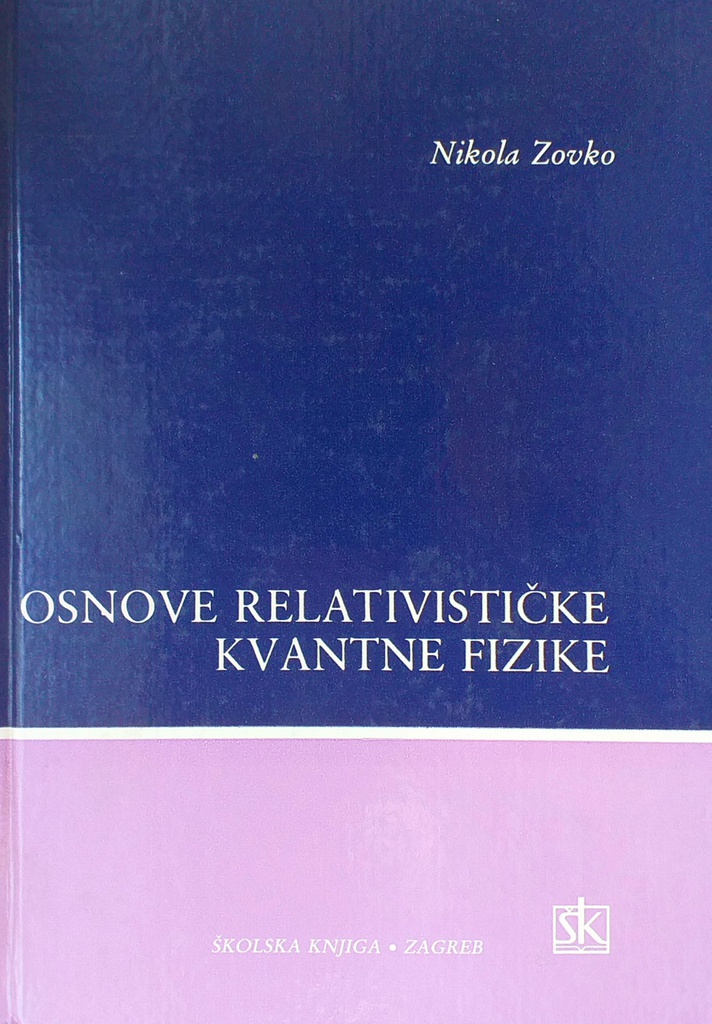 Nikola Zovko
OSNOVE RELATIVISTIČKE
KVANTNE FIZIKE
ŠKOLSKA KNJIGA • ZAGREB
ŠK